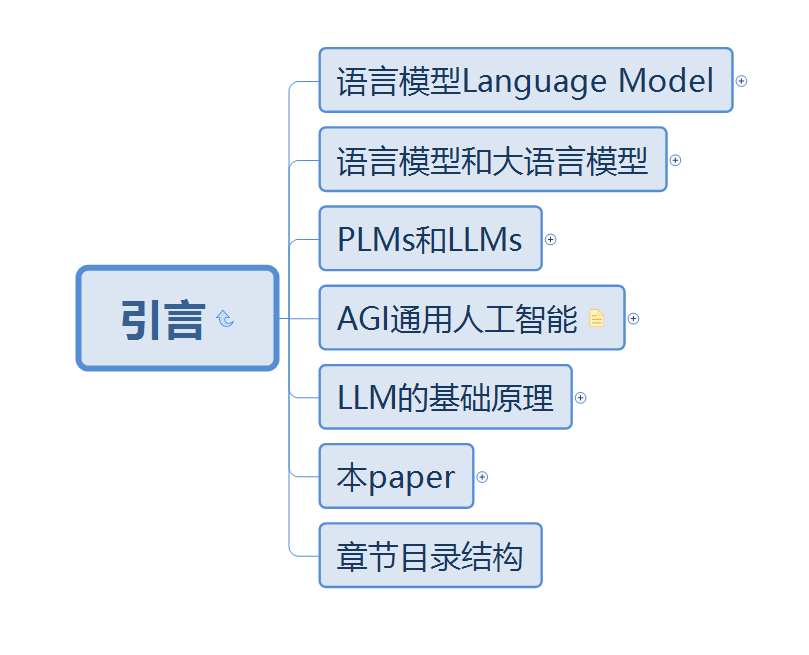 引言
语言模型Language Model
语言模型和大语言模型
PLMs和LLMs
AGI通用人工智能
LLM的基础原理
本paper
章节目录结构